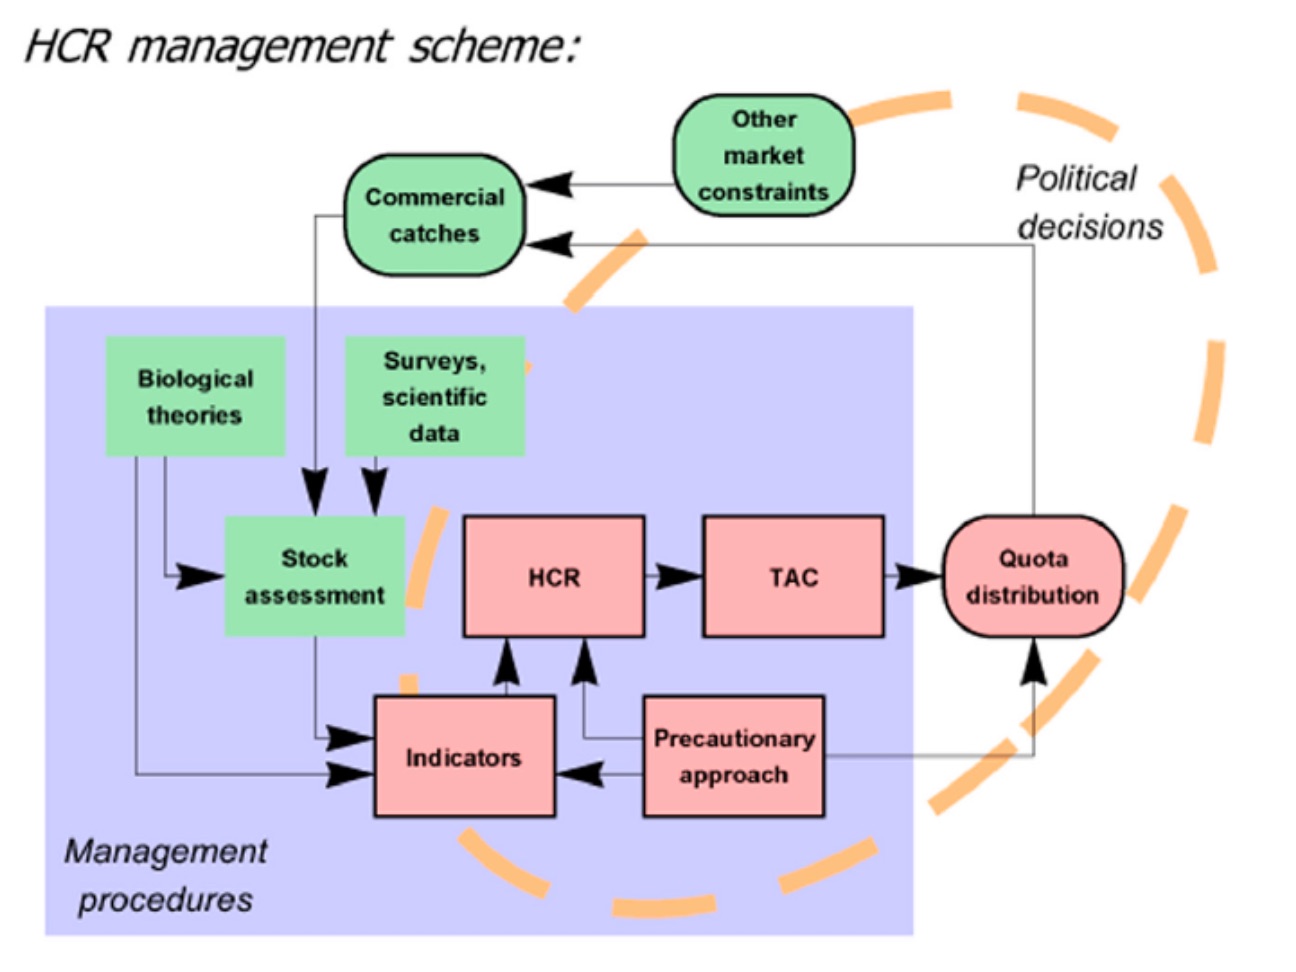 HCR management scheme:
Other
market
constraints
Political
decisions
Commercial
catches
Biological
theories
Surveys,
scientific
data
Stock
assessment
HCR
TAC
Quota
distribution
Indicators
Precautionary
approach
Management
procedures